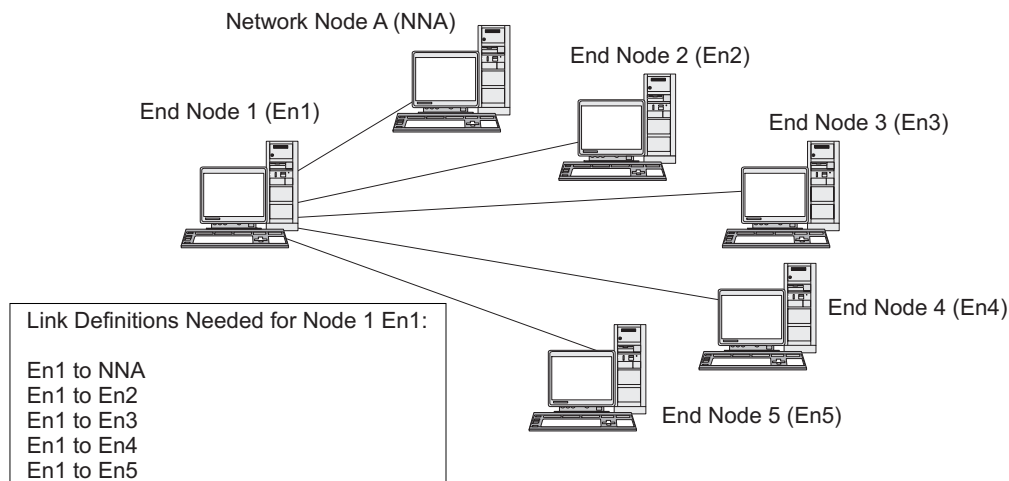 Network Node A (NNA)
End Node 2 (En2)
End Node 1 (En1)
End Node 3 (En3)
End Node 4 (En4)
End Node 5 (En5)
Link Definitions Needed for Node 1 En1:
En1 to NNA
En1 to En2
En1 to En3
En1 to En4
En1 to En5